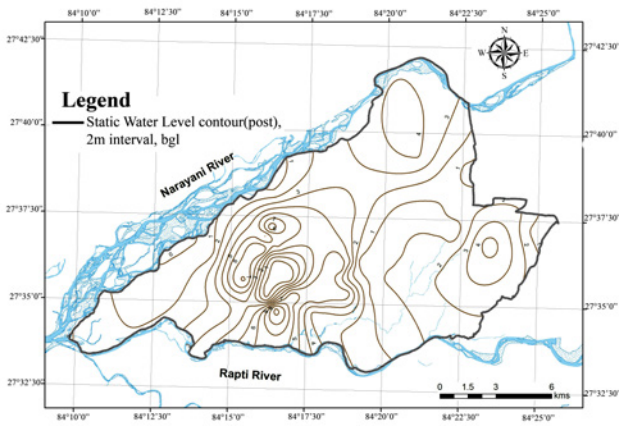 84°10'0" 84°12'30" 84°15'0" 84°17'30" 84°20'0" 84°22'30" 84°25'0"
27°42'30" 27°42'30"
N
W E
S
Legend
Static Water Level contour(post),
2m interval, bgl
27°40'0" 27°40'0"
4
Narayani River
27°37'30" 27°37'30"
4
27°35'0" 27°35'0"
Rapti River
0 1.5 3 6
kms
27°32'30" 27°32'30"
84°10'0" 84°12'30" 84°15'0" 84°17'30" 84°20'0" 84°22'30" 84°25'0"